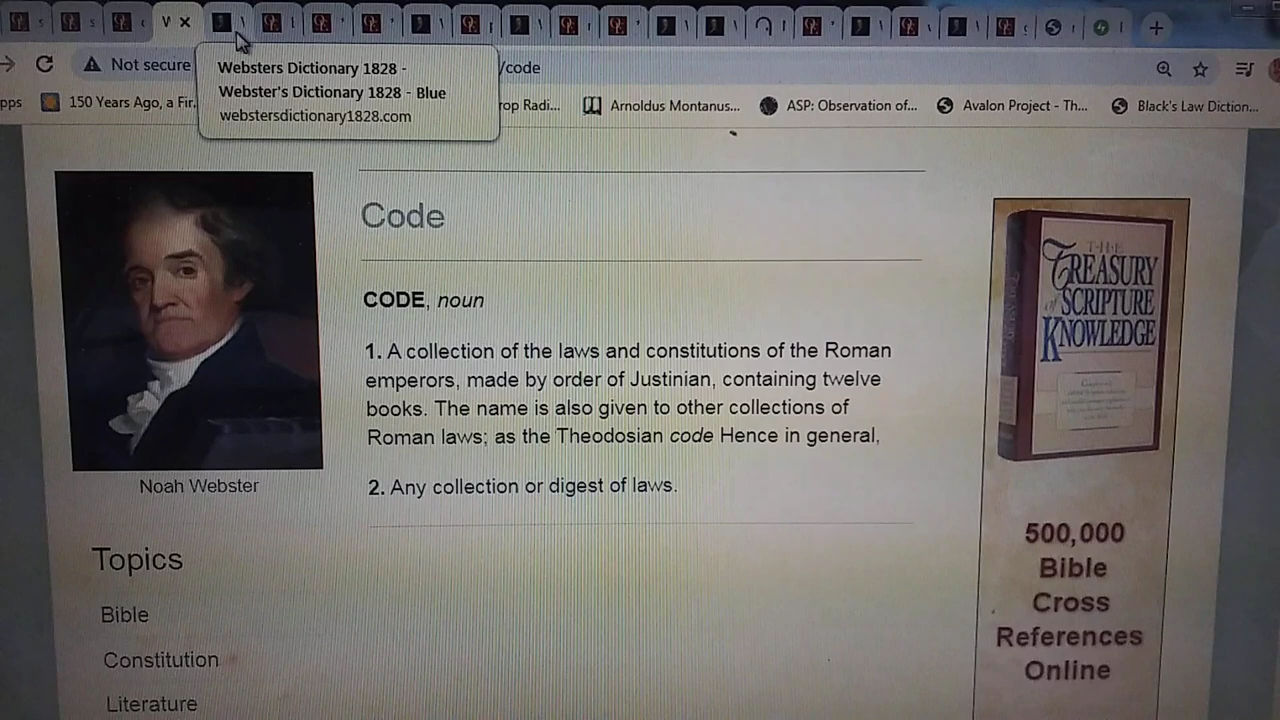 Not secure
/code
Websters Dictionary 1828 -
Webster's Dictionary 1828 - Blue
webstersdictionary1828.com
pps
150 Years Ago, a Fir...
rop Radi...
Arnoldus Montanus...
ASP: Observation of...
Avalon Project - Th...
Black's Law Diction...
Code
CODE, noun
1. A collection of the laws and constitutions of the Roman
emperors, made by order of Justinian, containing twelve
books. The name is also given to other collections of
Roman laws; as the Theodosian code Hence in general,
2. Any collection or digest of laws.
Noah Webster
Topics
Bible
Constitution
Literature
THE
TREASURY
of SCRIPTURE
KNOWLEDGE
500,000
Bible
Cross
References
Online